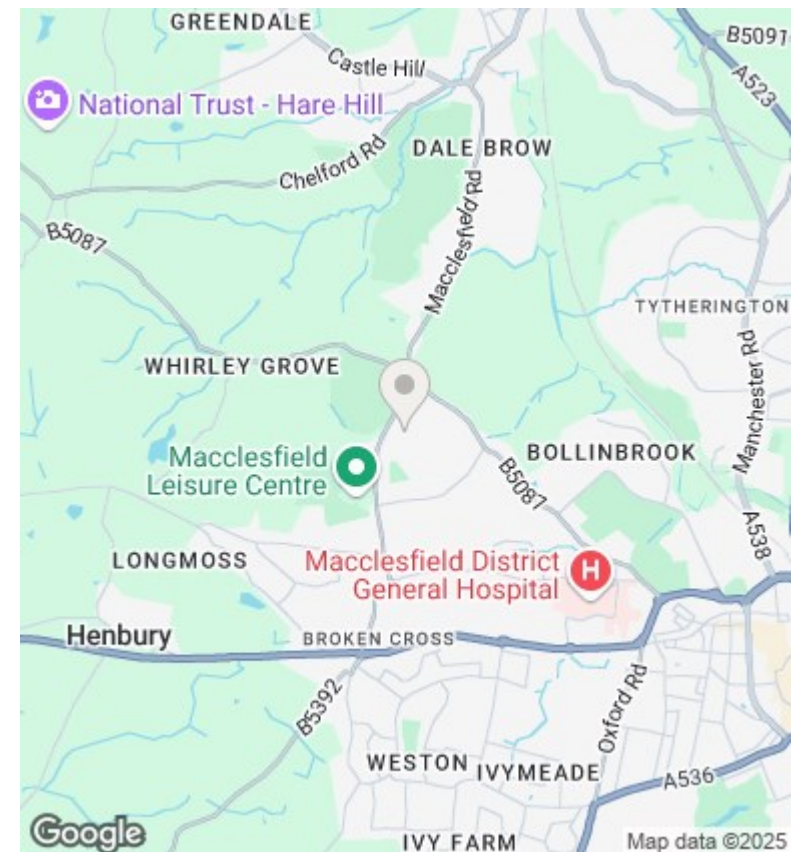 GREENDALE
B5091
Castle Hill
A523
National Trust - Hare Hill
DALE BROW
Chelford Rd
B5087
Macclesfield Rd
TYTHERINGTON
WHIRLEY GROVE
Manchester Rd
Macclesfield
Leisure Centre
BOLLINBROOK
B5087
A538
LONGMOSS
Macclesfield District
General Hospital
H
Henbury
BROKEN CROSS
B5392
Oxford Rd
WESTON
IVYMEADE
A536
Google
IVY FARM
Map data ©2025